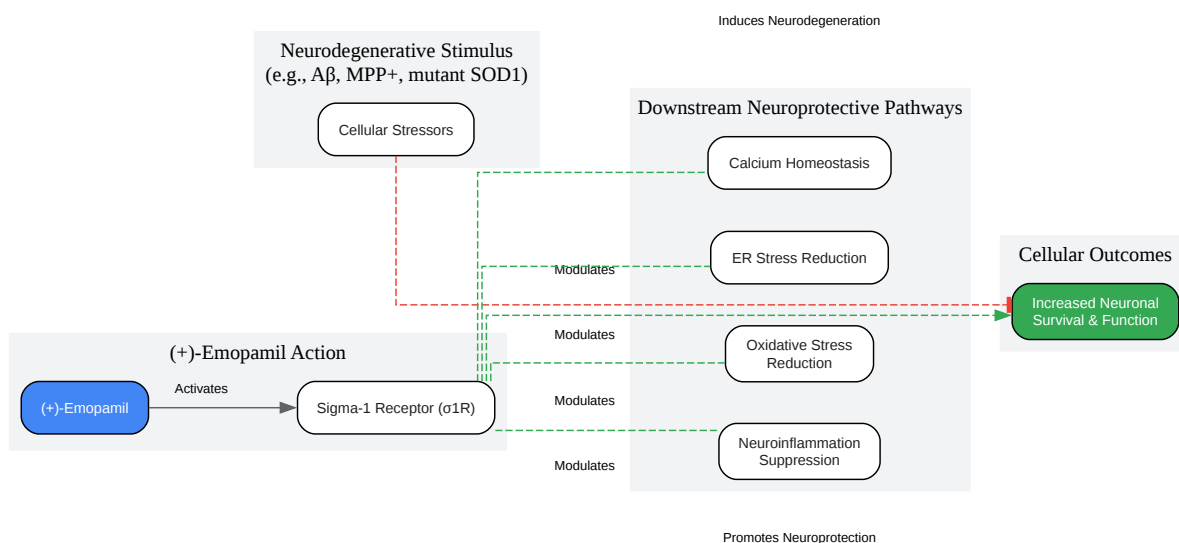 Induces Neurodegeneration
Neurodegenerative Stimulus
(e.g., Aβ, MPP+, mutant SOD1)
Cellular Stressors
Downstream Neuroprotective Pathways
Calcium Homeostasis
ER Stress Reduction
Modulates
Cellular Outcomes
Increased Neuronal
Survival & Function
Modulates
Oxidative Stress
Reduction
(+)-Emopamil Action
Activates
(+)-Emopamil
Sigma-1 Receptor (σ1R)
Modulates
Neuroinflammation
Suppression
Modulates
Promotes Neuroprotection